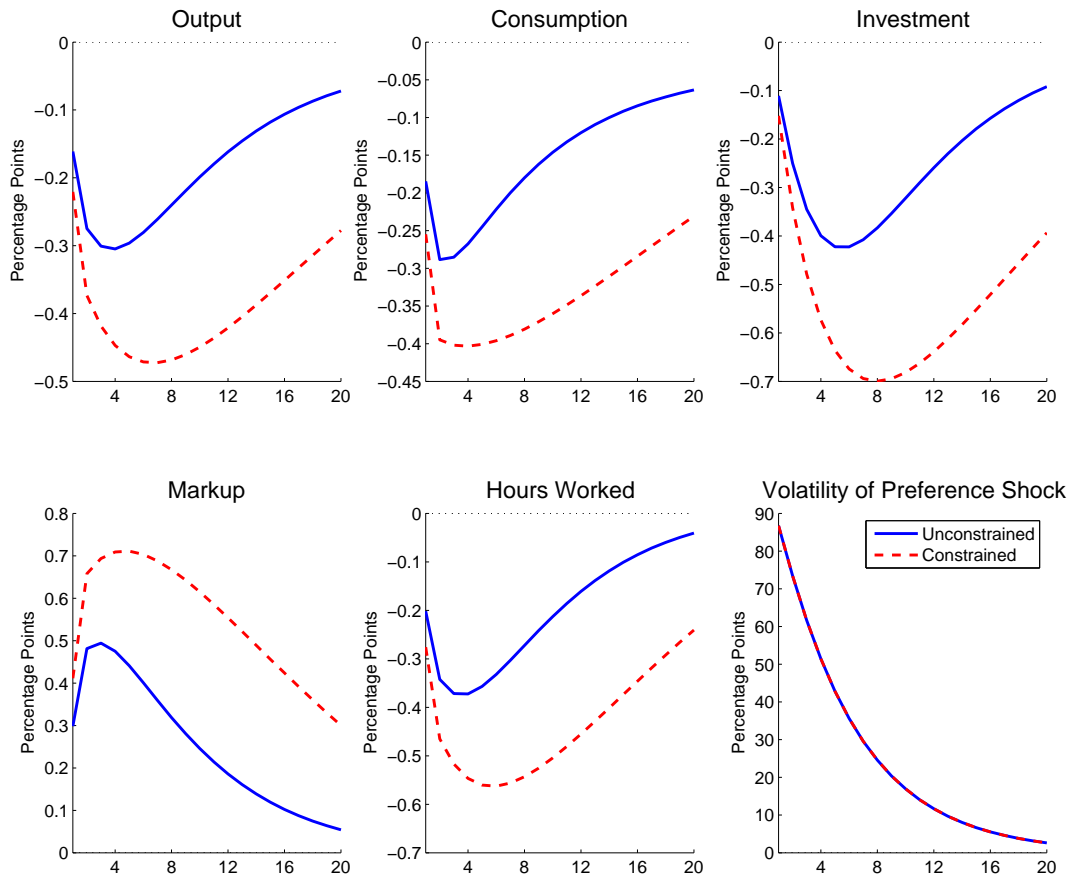 Output
Consumption
Investment
0
−0.1
−0.2
−0.3
−0.4
−0.5
Percentage Points
4 8 12 16 20
0
−0.05
−0.1
−0.15
−0.2
−0.25
−0.3
−0.35
−0.4
−0.45
Percentage Points
4 8 12 16 20
0
−0.1
−0.2
−0.3
−0.4
−0.5
−0.6
−0.7
Percentage Points
4 8 12 16 20
Markup
Hours Worked
Volatility of Preference Shock
0.8
0.7
0.6
0.5
0.4
0.3
0.2
0.1
0
Percentage Points
4 8 12 16 20
0
−0.1
−0.2
−0.3
−0.4
−0.5
−0.6
−0.7
Percentage Points
4 8 12 16 20
90
80
70
60
50
40
30
20
10
0
Percentage Points
4 8 12 16 20
Unconstrained
Constrained